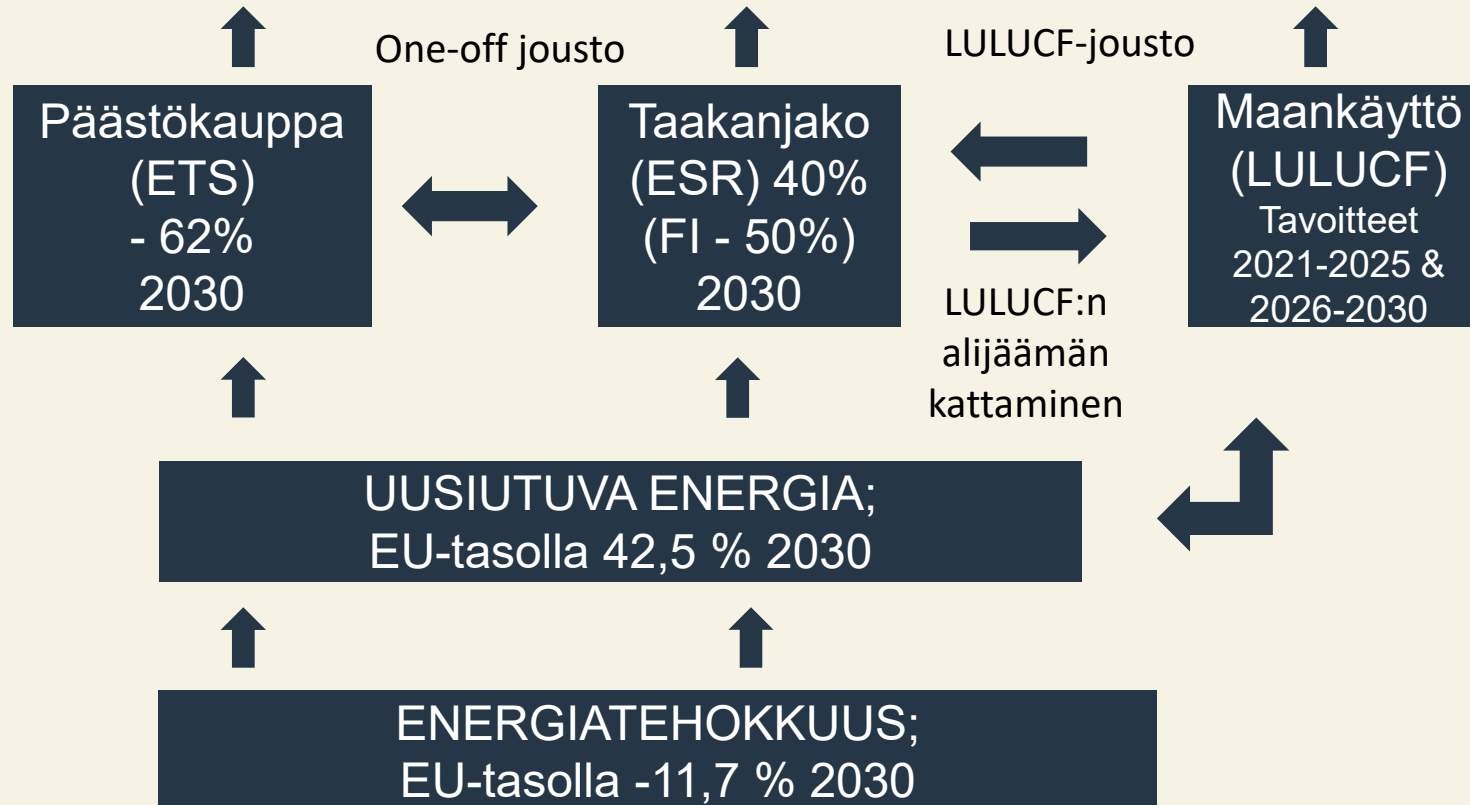 One-off jousto
LULUCF-jousto
Päästökauppa
(ETS)
- 62%
2030
Taakanjako
(ESR) 40%
(FI - 50%)
2030
Maankäyttö
(LULUCF)
Tavoitteet
2021-2025 &
2026-2030
LULUCF:n
alijäämän
kattaminen
UUSIUTUVA ENERGIA;
EU-tasolla 42,5 % 2030
ENERGIATEHOKKUUS;
EU-tasolla -11,7 % 2030